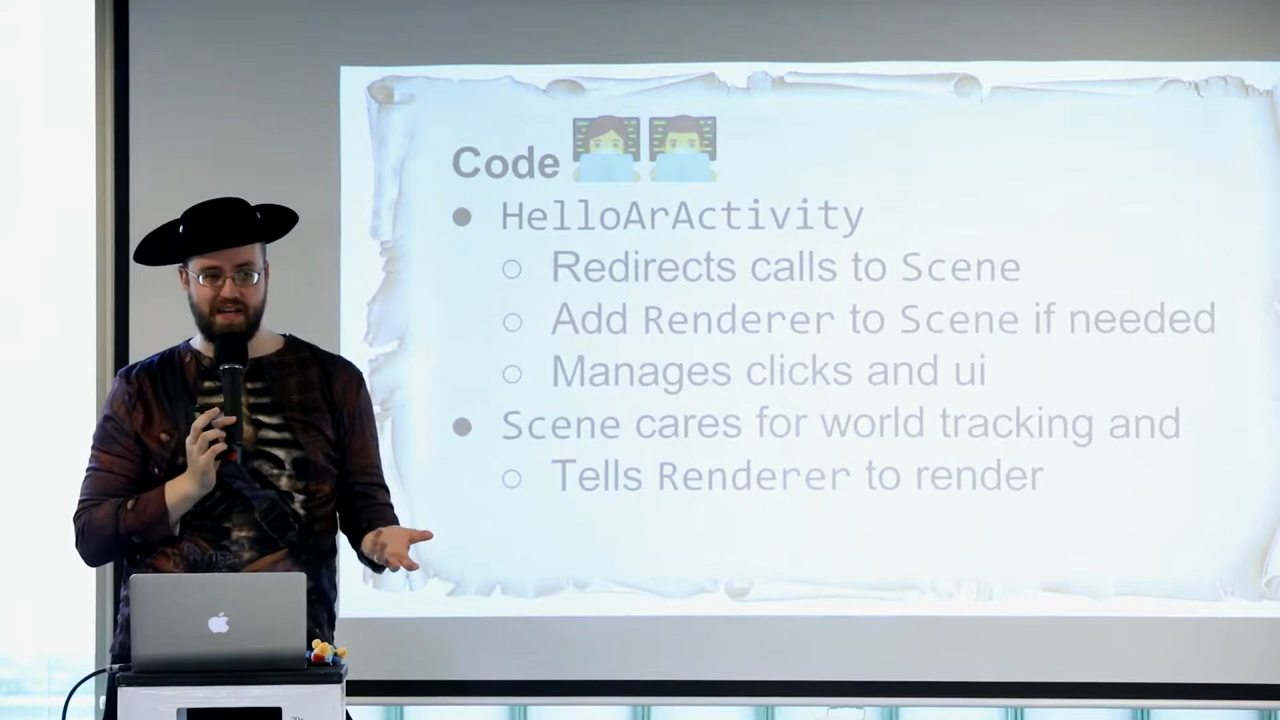 Code
HelloArActivity
Redirects calls to Scene
Add Renderer to Scene if needed
Manages clicks and ui
Scene cares for world tracking and
Tells Renderer to render